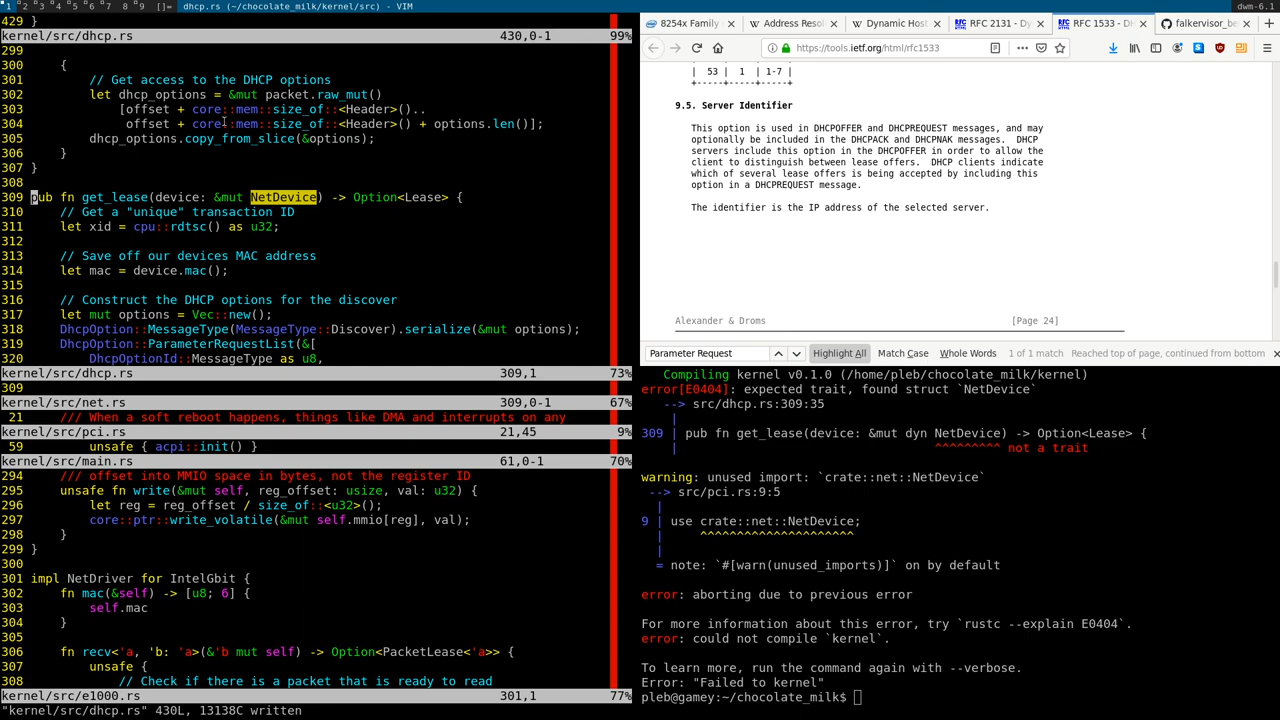 1 2 3 4 5 6 7 8 9 []= dhcp.rs (~/chocolate_milk/kernel/src) - VIM
dwm-6.1
429 }
kernel/src/dhcp.rs 430,0-1 99%
299
300 {
301 // Get access to the DHCP options
302 let dhcp_options = &mut packet.raw_mut()
303 [offset + core::mem::size_of::<Header>()..
304 offset + core::mem::size_of::<Header>() + options.len()];
305 dhcp_options.copy_from_slice(&options);
306 }
307 }
308
309 pub fn get_lease(device: &mut NetDevice) -> Option<Lease> {
310 // Get a "unique" transaction ID
311 let xid = cpu::rdtsc() as u32;
312
313 // Save off our devices MAC address
314 let mac = device.mac();
315
316 // Construct the DHCP options for the discover
317 let mut options = Vec::new();
318 DhcpOption::MessageType(MessageType::Discover).serialize(&mut options);
319 DhcpOption::ParameterRequestList(&[
320 DhcpOptionId::MessageType as u8,
kernel/src/dhcp.rs 309,1 73%
309
kernel/src/net.rs 309,0-1 67%
21 /// When a soft reboot happens, things like DMA and interrupts on any
kernel/src/pci.rs 21,45 9%
59 unsafe { acpi::init() }
kernel/src/main.rs 61,0-1 70%
294 /// offset into MMIO space in bytes, not the register ID
295 unsafe fn write(&mut self, reg_offset: usize, val: u32) {
296 let reg = reg_offset / size_of::<u32>();
297 core::ptr::write_volatile(&mut self.mmio[reg], val);
298 }
299 }
300
301 impl NetDriver for IntelGbit {
302 fn mac(&self) -> [u8; 6] {
303 self.mac
304 }
305
306 fn recv<'a, 'b: 'a>(&'b mut self) -> Option<PacketLease<'a>> {
307 unsafe {
308 // Check if there is a packet that is ready to read
kernel/src/e1000.rs 301,1 77%
"kernel/src/dhcp.rs" 430L, 13138C written
8254x Family
Address Resol
Dynamic Host
RFC 2131 - Dy
RFC 1533 - DH
falkervisor_be
https://tools.ietf.org/html/rfc1533
| 53 | 1 | 1-7 |
+-----+-----+-----+
9.5. Server Identifier
This option is used in DHCPOFFER and DHCPREQUEST messages, and may
optionally be included in the DHCPACK and DHCPNAK messages. DHCP
servers include this option in the DHCPOFFER in order to allow the
client to distinguish between lease offers. DHCP clients indicate
which of several lease offers is being accepted by including this
option in a DHCPREQUEST message.
The identifier is the IP address of the selected server.
Alexander & Droms [Page 24]
Parameter Request Highlight All Match Case Whole Words 1 of 1 match Reached top of page, continued from bottom
Compiling kernel v0.1.0 (/home/pleb/chocolate_milk/kernel)
error[E0404]: expected trait, found struct `NetDevice`
--> src/dhcp.rs:309:35
|
309 | pub fn get_lease(device: &mut dyn NetDevice) -> Option<Lease> {
| ^^^^^^^^^ not a trait
warning: unused import: `crate::net::NetDevice`
--> src/pci.rs:9:5
|
9 | use crate::net::NetDevice;
| ^^^^^^^^^^^^^^^^^^^^^
|
= note: `#[warn(unused_imports)]` on by default
error: aborting due to previous error
For more information about this error, try `rustc --explain E0404`.
error: could not compile `kernel`.
To learn more, run the command again with --verbose.
Error: "Failed to kernel"
pleb@gamey:~/chocolate_milk$